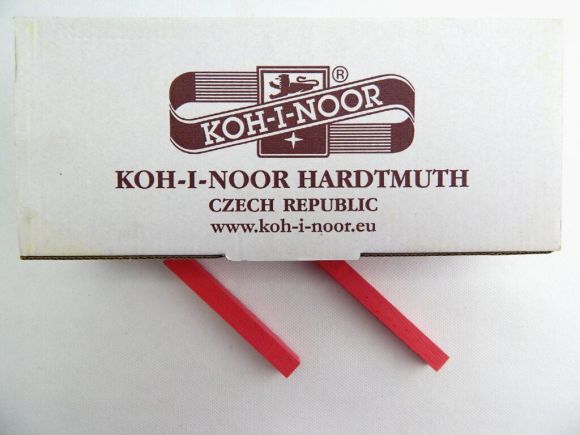 ®
KOH-I-NOOR
KOH-I-NOOR HARDTMUTH
CZECH REPUBLIC
www.koh-i-noor.eu